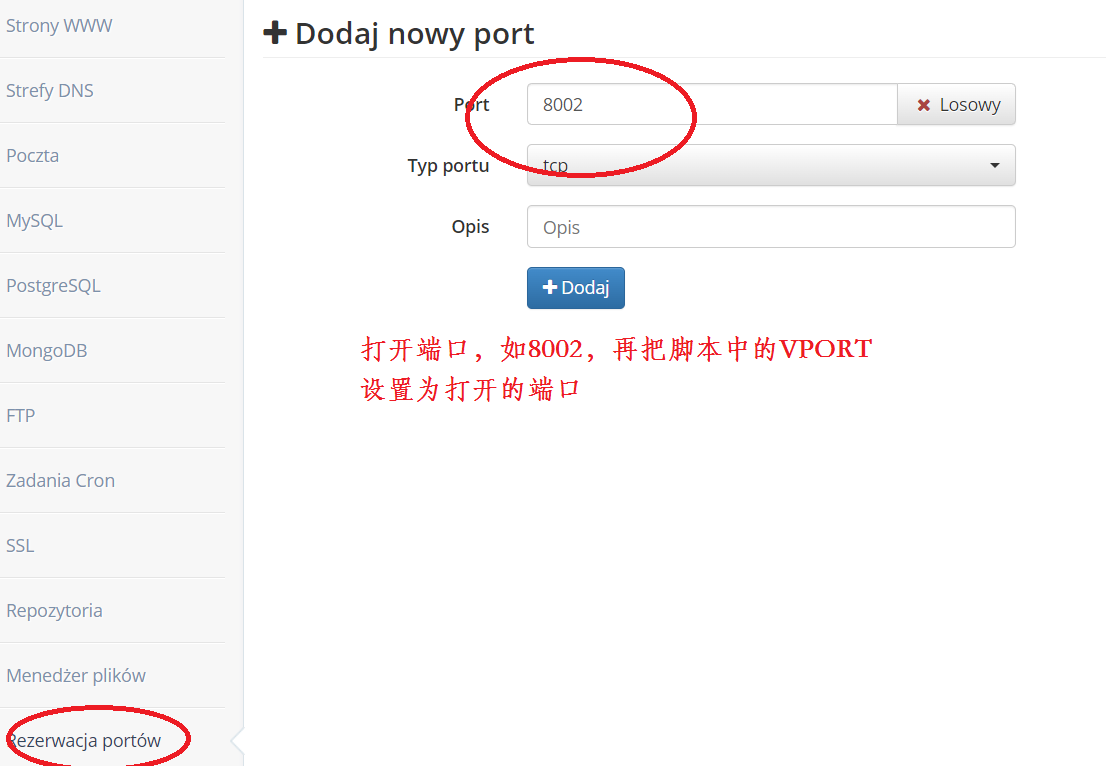 Strony WWW
Strefy DNS
Poczta
MySQL
PostgreSQL
MongoDB
FTP
Zadania Cron
SSL
Repozytoria
Menedżer plików
Rezerwacja portów
Dodaj nowy port
Port 8002 Losowy
Typ portu tcp
Opis Opis
Dodaj
打开端口，如8002，再把脚本中的VPORT
设置为打开的端口